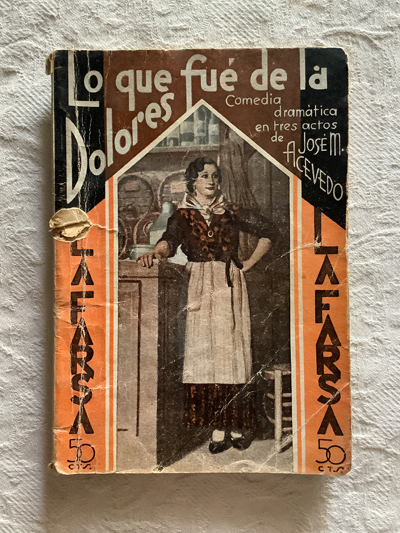 Lo que fué de la
Dolores
Comedia
dramàtica
en tres actos
de JOSÉ M.
ACEVEDO
LA FARSA
50
CTS.
LA FARSA
50
CTS.